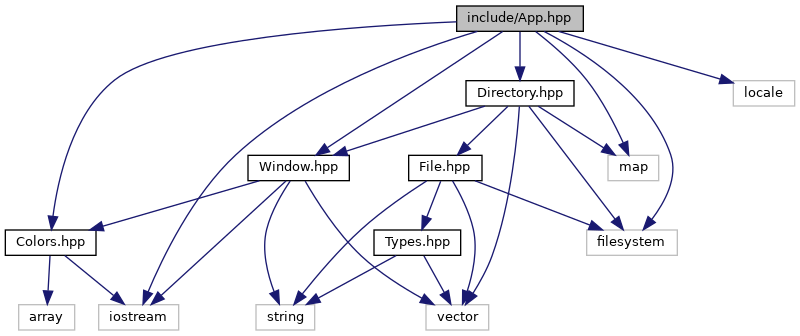 include/App.hpp
Directory.hpp
locale
Window.hpp
File.hpp
map
Colors.hpp
Types.hpp
filesystem
array
iostream
string
vector